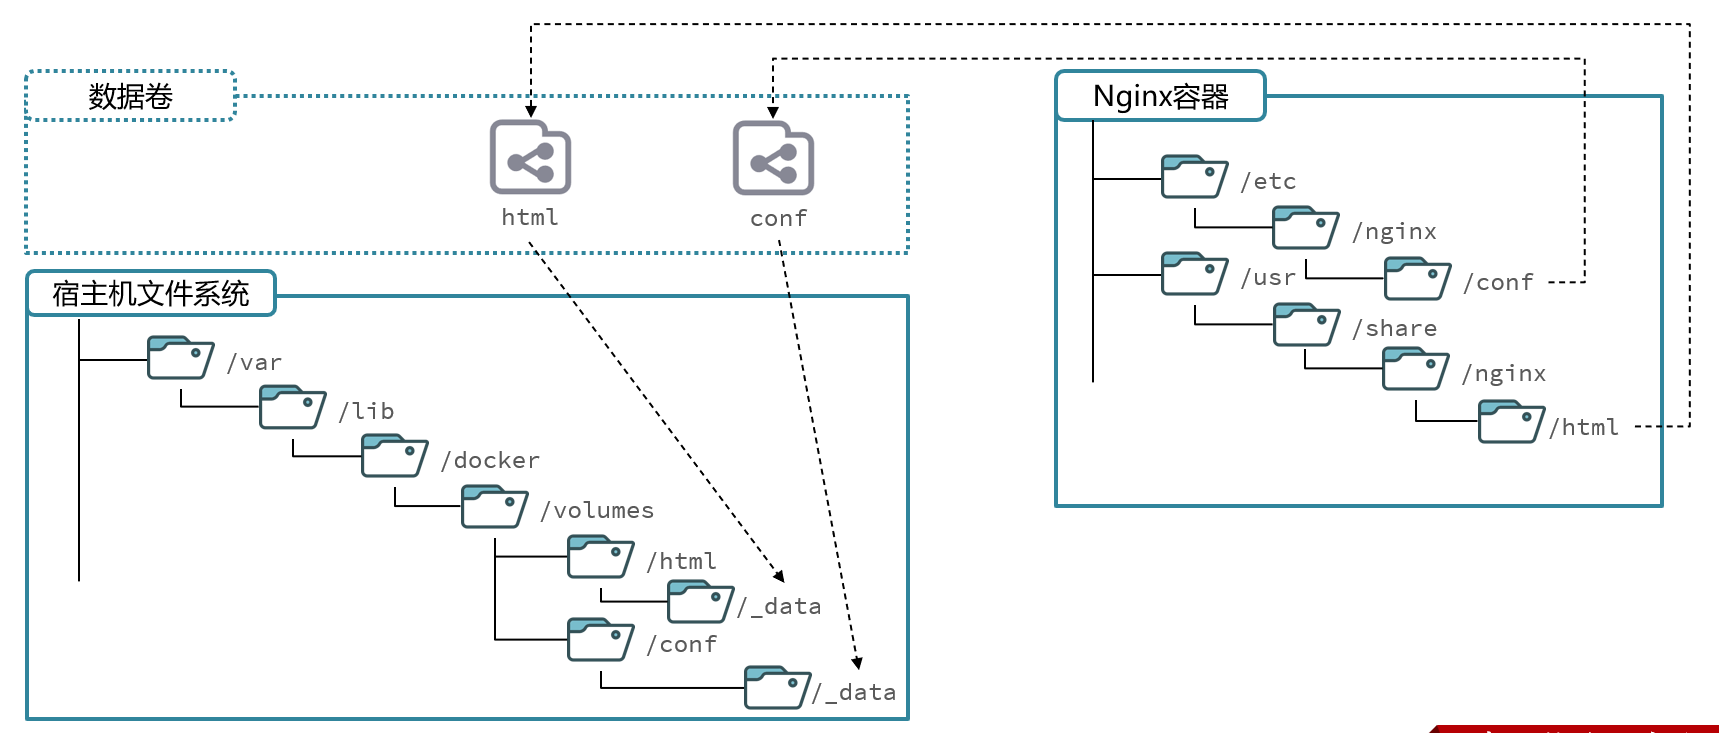 数据卷
html
conf
宿主机文件系统
/var
/lib
/docker
/volumes
/html
/_data
/conf
/_data
Nginx容器
/etc
/nginx
/conf
/usr
/share
/nginx
/html